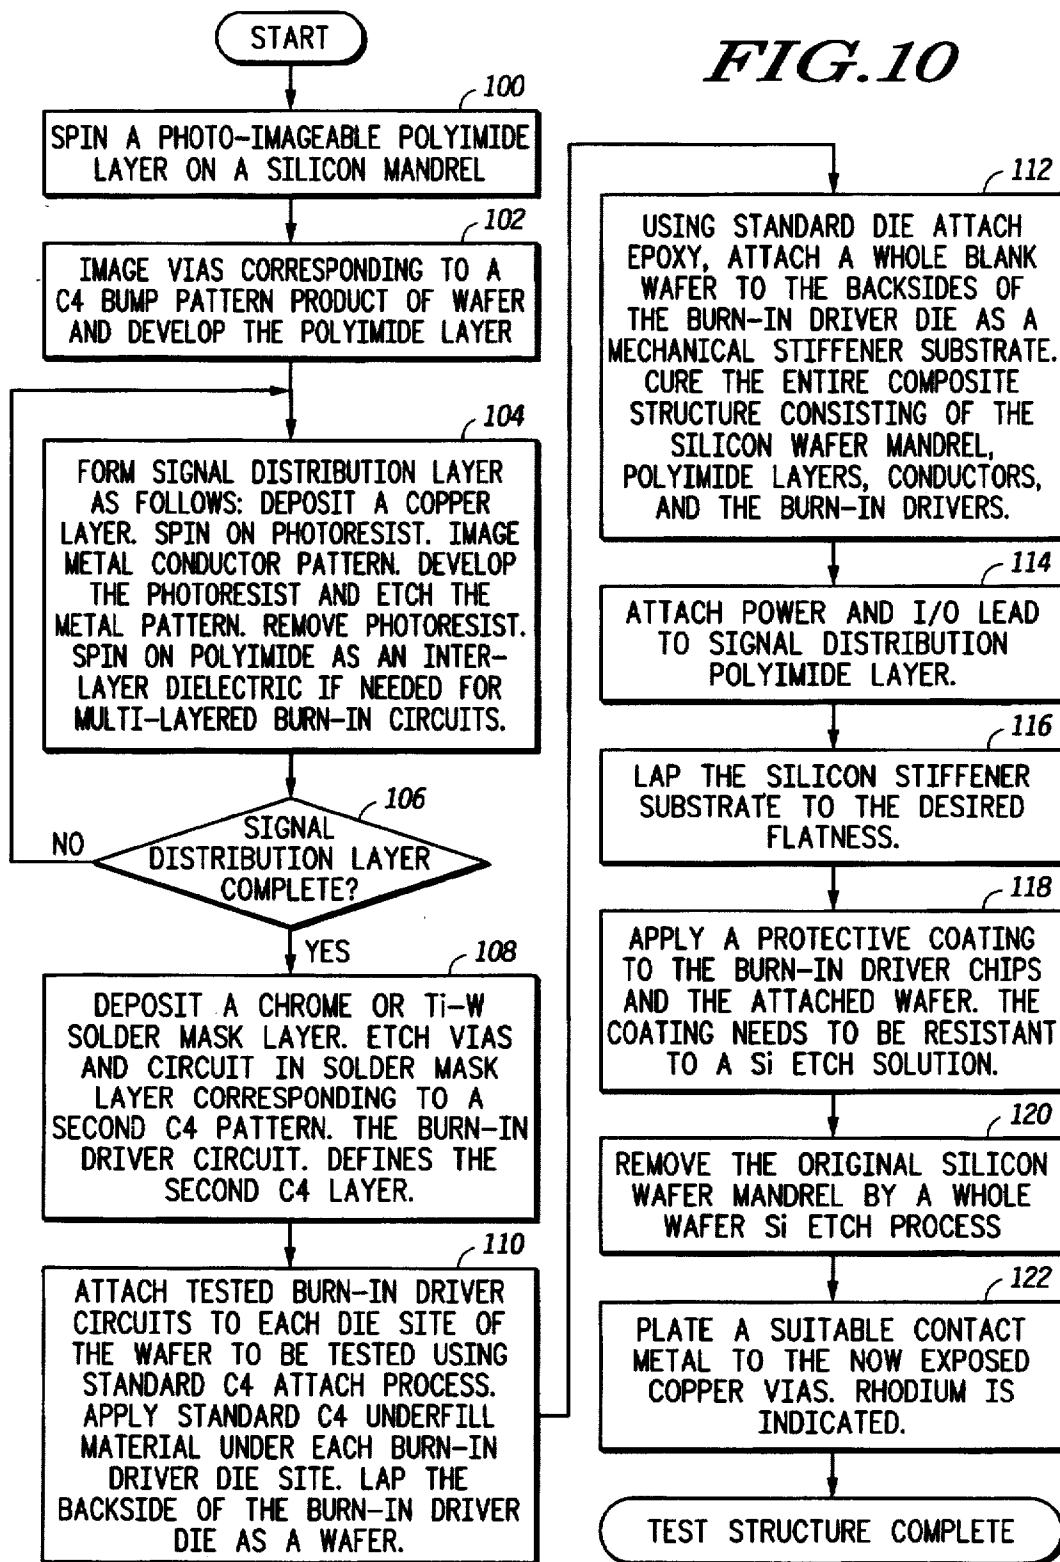 FIG.10
START
100
SPIN A PHOTO-IMAGEABLE POLYIMIDE
LAYER ON A SILICON MANDREL
102
IMAGE VIAS CORRESPONDING TO A
C4 BUMP PATTERN PRODUCT OF WAFER
AND DEVELOP THE POLYIMIDE LAYER
104
FORM SIGNAL DISTRIBUTION LAYER
AS FOLLOWS: DEPOSIT A COPPER
LAYER. SPIN ON PHOTORESIST. IMAGE
METAL CONDUCTOR PATTERN. DEVELOP
THE PHOTORESIST AND ETCH THE
METAL PATTERN. REMOVE PHOTORESIST.
SPIN ON POLYIMIDE AS AN INTER-
LAYER DIELECTRIC IF NEEDED FOR
MULTI-LAYERED BURN-IN CIRCUITS.
106
SIGNAL
DISTRIBUTION LAYER
COMPLETE?
NO
YES
108
DEPOSIT A CHROME OR Ti-W
SOLDER MASK LAYER. ETCH VIAS
AND CIRCUIT IN SOLDER MASK
LAYER CORRESPONDING TO A
SECOND C4 PATTERN. THE BURN-IN
DRIVER CIRCUIT. DEFINES THE
SECOND C4 LAYER.
110
ATTACH TESTED BURN-IN DRIVER
CIRCUITS TO EACH DIE SITE OF
THE WAFER TO BE TESTED USING
STANDARD C4 ATTACH PROCESS.
APPLY STANDARD C4 UNDERFILL
MATERIAL UNDER EACH BURN-IN
DRIVER DIE SITE. LAP THE
BACKSIDE OF THE BURN-IN DRIVER
DIE AS A WAFER.
112
USING STANDARD DIE ATTACH
EPOXY, ATTACH A WHOLE BLANK
WAFER TO THE BACKSIDES OF
THE BURN-IN DRIVER DIE AS A
MECHANICAL STIFFENER SUBSTRATE.
CURE THE ENTIRE COMPOSITE
STRUCTURE CONSISTING OF THE
SILICON WAFER MANDREL,
POLYIMIDE LAYERS, CONDUCTORS,
AND THE BURN-IN DRIVERS.
114
ATTACH POWER AND I/O LEAD
TO SIGNAL DISTRIBUTION
POLYIMIDE LAYER.
116
LAP THE SILICON STIFFENER
SUBSTRATE TO THE DESIRED
FLATNESS.
118
APPLY A PROTECTIVE COATING
TO THE BURN-IN DRIVER CHIPS
AND THE ATTACHED WAFER. THE
COATING NEEDS TO BE RESISTANT
TO A Si ETCH SOLUTION.
120
REMOVE THE ORIGINAL SILICON
WAFER MANDREL BY A WHOLE
WAFER Si ETCH PROCESS
122
PLATE A SUITABLE CONTACT
METAL TO THE NOW EXPOSED
COPPER VIAS. RHODIUM IS
INDICATED.
TEST STRUCTURE COMPLETE